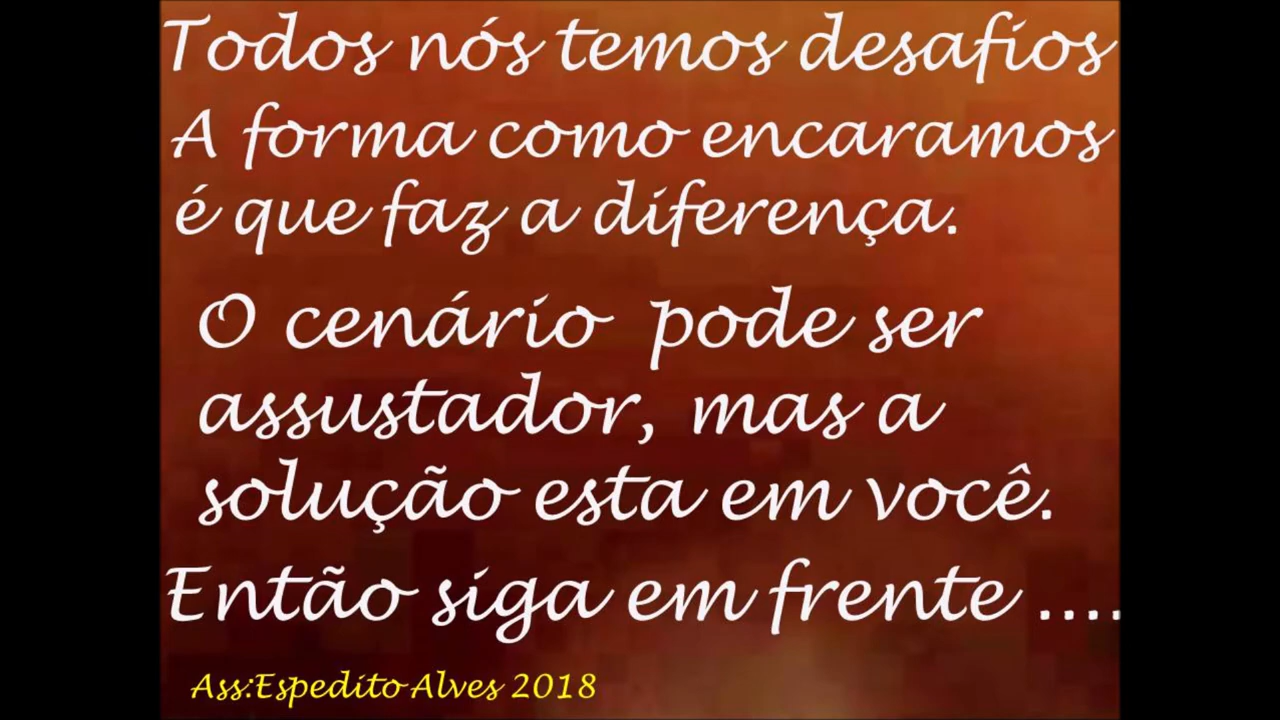 Todos nós temos desafios
A forma como encaramos
é que faz a diferença.
O cenário pode ser
assustador, mas a
solução esta em você.
Então siga em frente ....
Ass:Espedito Alves 2018